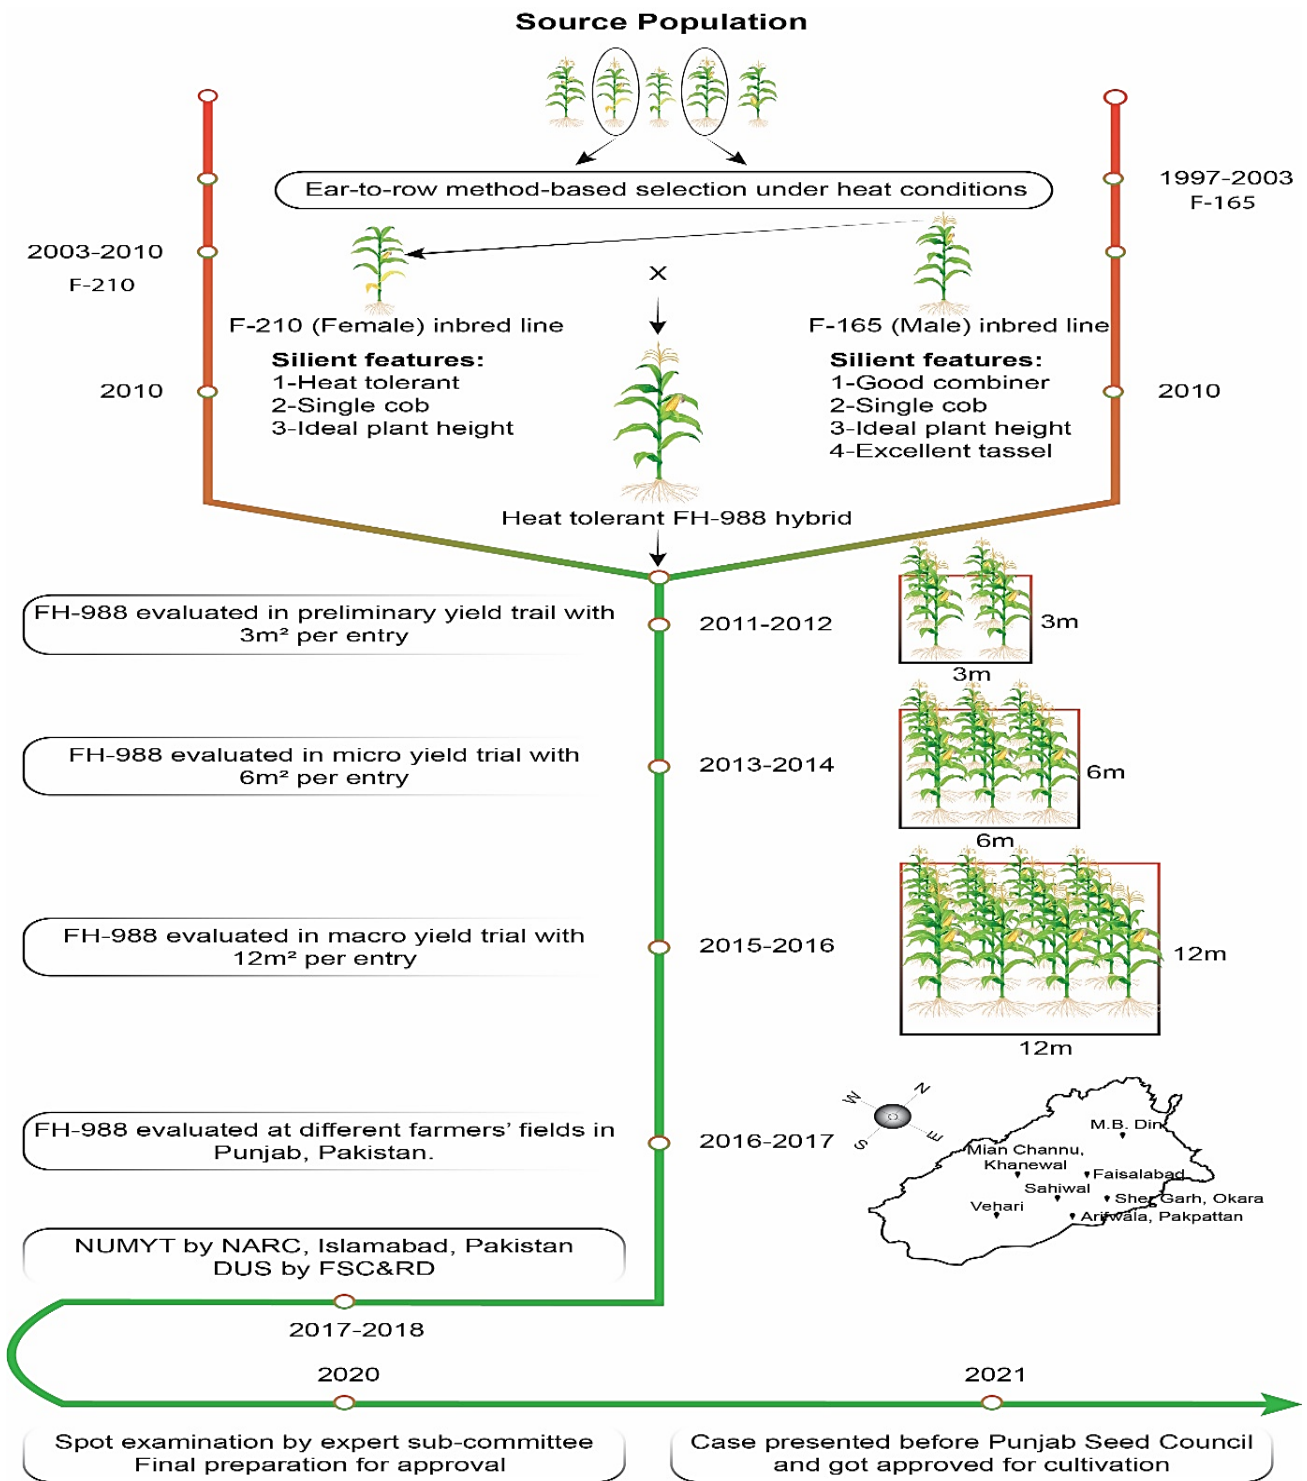 Source Population
Ear-to-row method-based selection under heat conditions
1997-2003
F-165
2003-2010
F-210
X
F-210 (Female) inbred line
F-165 (Male) inbred line
Silient features:
1-Heat tolerant
2-Single cob
3-Ideal plant height
Silient features:
1-Good combiner
2-Single cob
3-Ideal plant height
4-Excellent tassel
2010
2010
Heat tolerant FH-988 hybrid
FH-988 evaluated in preliminary yield trail with
3m² per entry
2011-2012
3m
3m
FH-988 evaluated in micro yield trial with
6m² per entry
2013-2014
6m
6m
FH-988 evaluated in macro yield trial with
12m² per entry
2015-2016
12m
12m
FH-988 evaluated at different farmers' fields in
Punjab, Pakistan.
2016-2017
W
N
S
E
M.B. Din
Mian Channu,
Khanewal
Faisalabad
Sahiwal
Sher Garh, Okara
Vehari
Arifwala, Pakpattan
NUMYT by NARC, Islamabad, Pakistan
DUS by FSC&RD
2017-2018
2020
2021
Spot examination by expert sub-committee
Final preparation for approval
Case presented before Punjab Seed Council
and got approved for cultivation